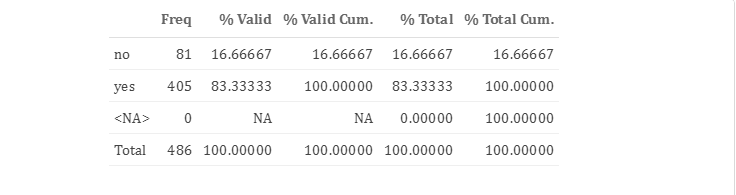 Freq % Valid % Valid Cum. % Total % Total Cum.
no 81 16.66667 16.66667 16.66667 16.66667
yes 405 83.33333 100.00000 83.33333 100.00000
<NA> 0 NA NA 0.00000 100.00000
Total 486 100.00000 100.00000 100.00000 100.00000